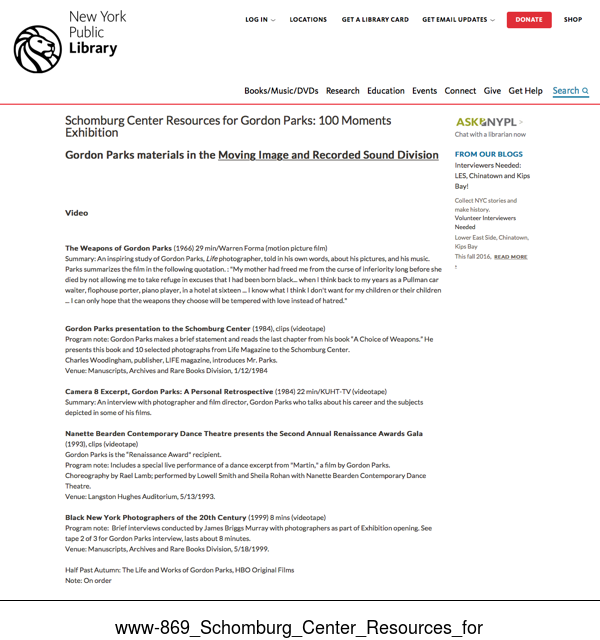 New York
Public
Library
LOG IN
LOCATIONS
GET A LIBRARY CARD
GET EMAIL UPDATES
DONATE
SHOP
Books/Music/DVDs Research Education Events Connect Give Get Help Search
Schomburg Center Resources for Gordon Parks: 100 Moments
Exhibition
Gordon Parks materials in the Moving Image and Recorded Sound Division
Video
The Weapons of Gordon Parks (1966) 29 min/Warren Forma (motion picture film)
Summary: An inspiring study of Gordon Parks, Life photographer, told in his own words, about his pictures, and his music.
Parks summarizes the film in the following quotation. : "My mother had freed me from the curse of inferiority long before she
died by not allowing me to take refuge in excuses that I had been born black... when I think back to my years as a Pullman car
waiter, flophouse porter, piano player, in a hotel at sixteen ... I know what I think I don't want for my children or their children
... I can only hope that the weapons they choose will be tempered with love instead of hatred."
Gordon Parks presentation to the Schomburg Center (1984), clips (videotape)
Program note: Gordon Parks makes a brief statement and reads the last chapter from his book "A Choice of Weapons." He
presents this book and 10 selected photographs from Life Magazine to the Schomburg Center.
Charles Woodingham, publisher, LIFE magazine, introduces Mr. Parks.
Venue: Manuscripts, Archives and Rare Books Division, 1/12/1984
Camera 8 Excerpt, Gordon Parks: A Personal Retrospective (1984) 22 min/KUHT-TV (videotape)
Summary: An interview with photographer and film director, Gordon Parks who talks about his career and the subjects
depicted in some of his films.
Nanette Bearden Contemporary Dance Theatre presents the Second Annual Renaissance Awards Gala
(1993), clips (videotape)
Gordon Parks is the "Renaissance Award" recipient.
Program note: Includes a special live performance of a dance excerpt from "Martin," a film by Gordon Parks.
Choreography by Rael Lamb; performed by Lowell Smith and Sheila Rohan with Nanette Bearden Contemporary Dance
Theatre.
Venue: Langston Hughes Auditorium, 5/13/1993.
Black New York Photographers of the 20th Century (1999) 8 mins (videotape)
Program note: Brief interviews conducted by James Briggs Murray with photographers as part of Exhibition opening. See
tape 2 of 3 for Gordon Parks interview, lasts about 8 minutes.
Venue: Manuscripts, Archives and Rare Books Division, 5/18/1999.
Half Past Autumn: The Life and Works of Gordon Parks, HBO Original Films
Note: On order
ASK NYPL >
Chat with a librarian now
FROM OUR BLOGS
Interviewers Needed:
LES, Chinatown and Kips
Bay!
Collect NYC stories and
make history.
Volunteer Interviewers
Needed
Lower East Side, Chinatown,
Kips Bay
This fall 2016, READ MORE
www-869_Schomburg_Center_Resources_for